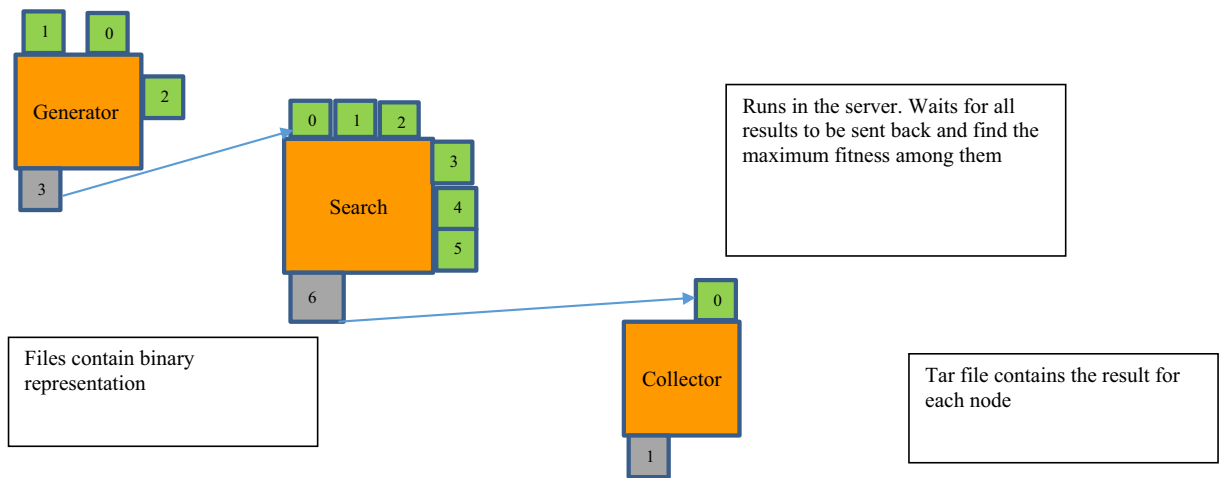 1
0
Generator
2
3
0
1
2
3
Search
4
5
6
Runs in the server. Waits for all
results to be sent back and find the
maximum fitness among them
0
Collector
1
Files contain binary
representation
Tar file contains the result for
each node